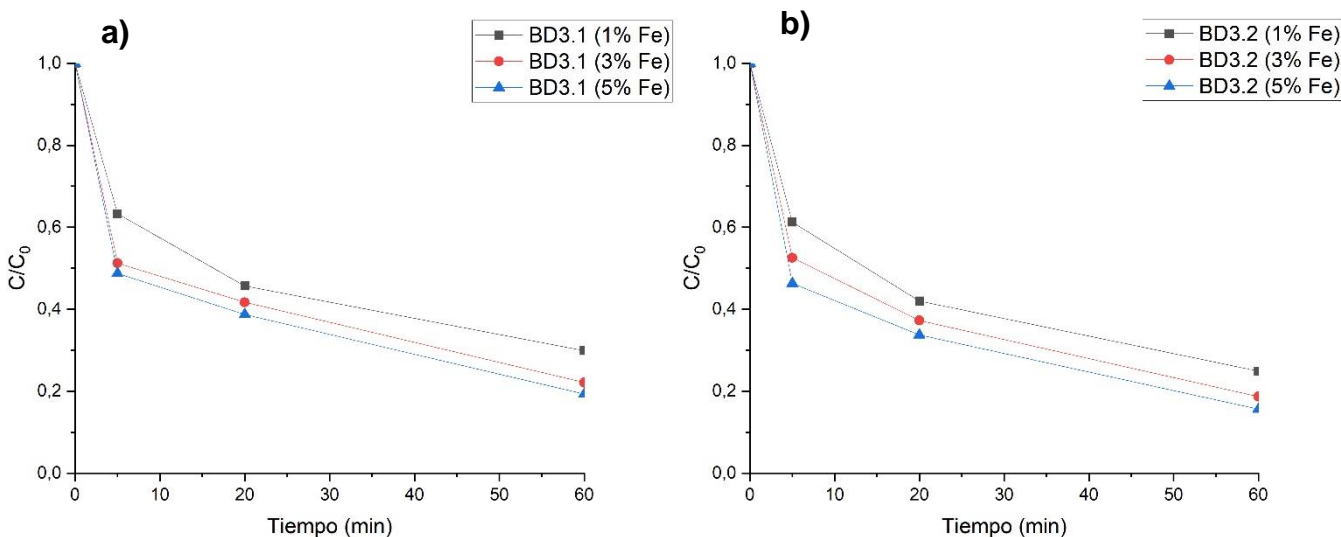 a)
BD3.1 (1% Fe)
BD3.1 (3% Fe)
BD3.1 (5% Fe)
1,0
0,8
0,6
0,4
0,2
0,0
C/C₀
0 10 20 30 40 50 60
Tiempo (min)
b)
BD3.2 (1% Fe)
BD3.2 (3% Fe)
BD3.2 (5% Fe)
1,0
0,8
0,6
0,4
0,2
0,0
C/C₀
0 10 20 30 40 50 60
Tiempo (min)